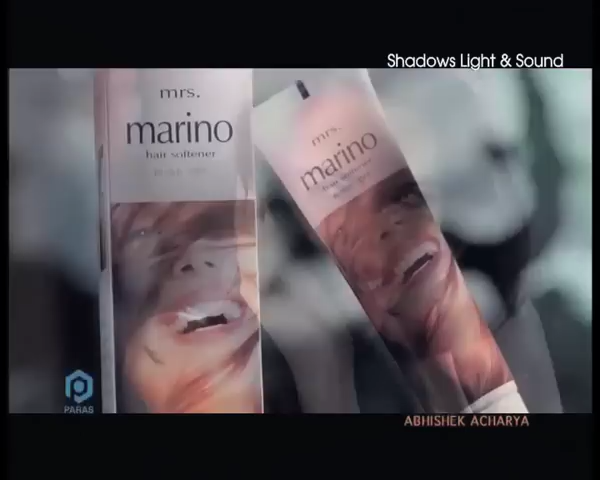 Shadows Light & Sound
mrs.
marino
hair softener
mrs.
marino
PARAS
ABHISHEK ACHARYA